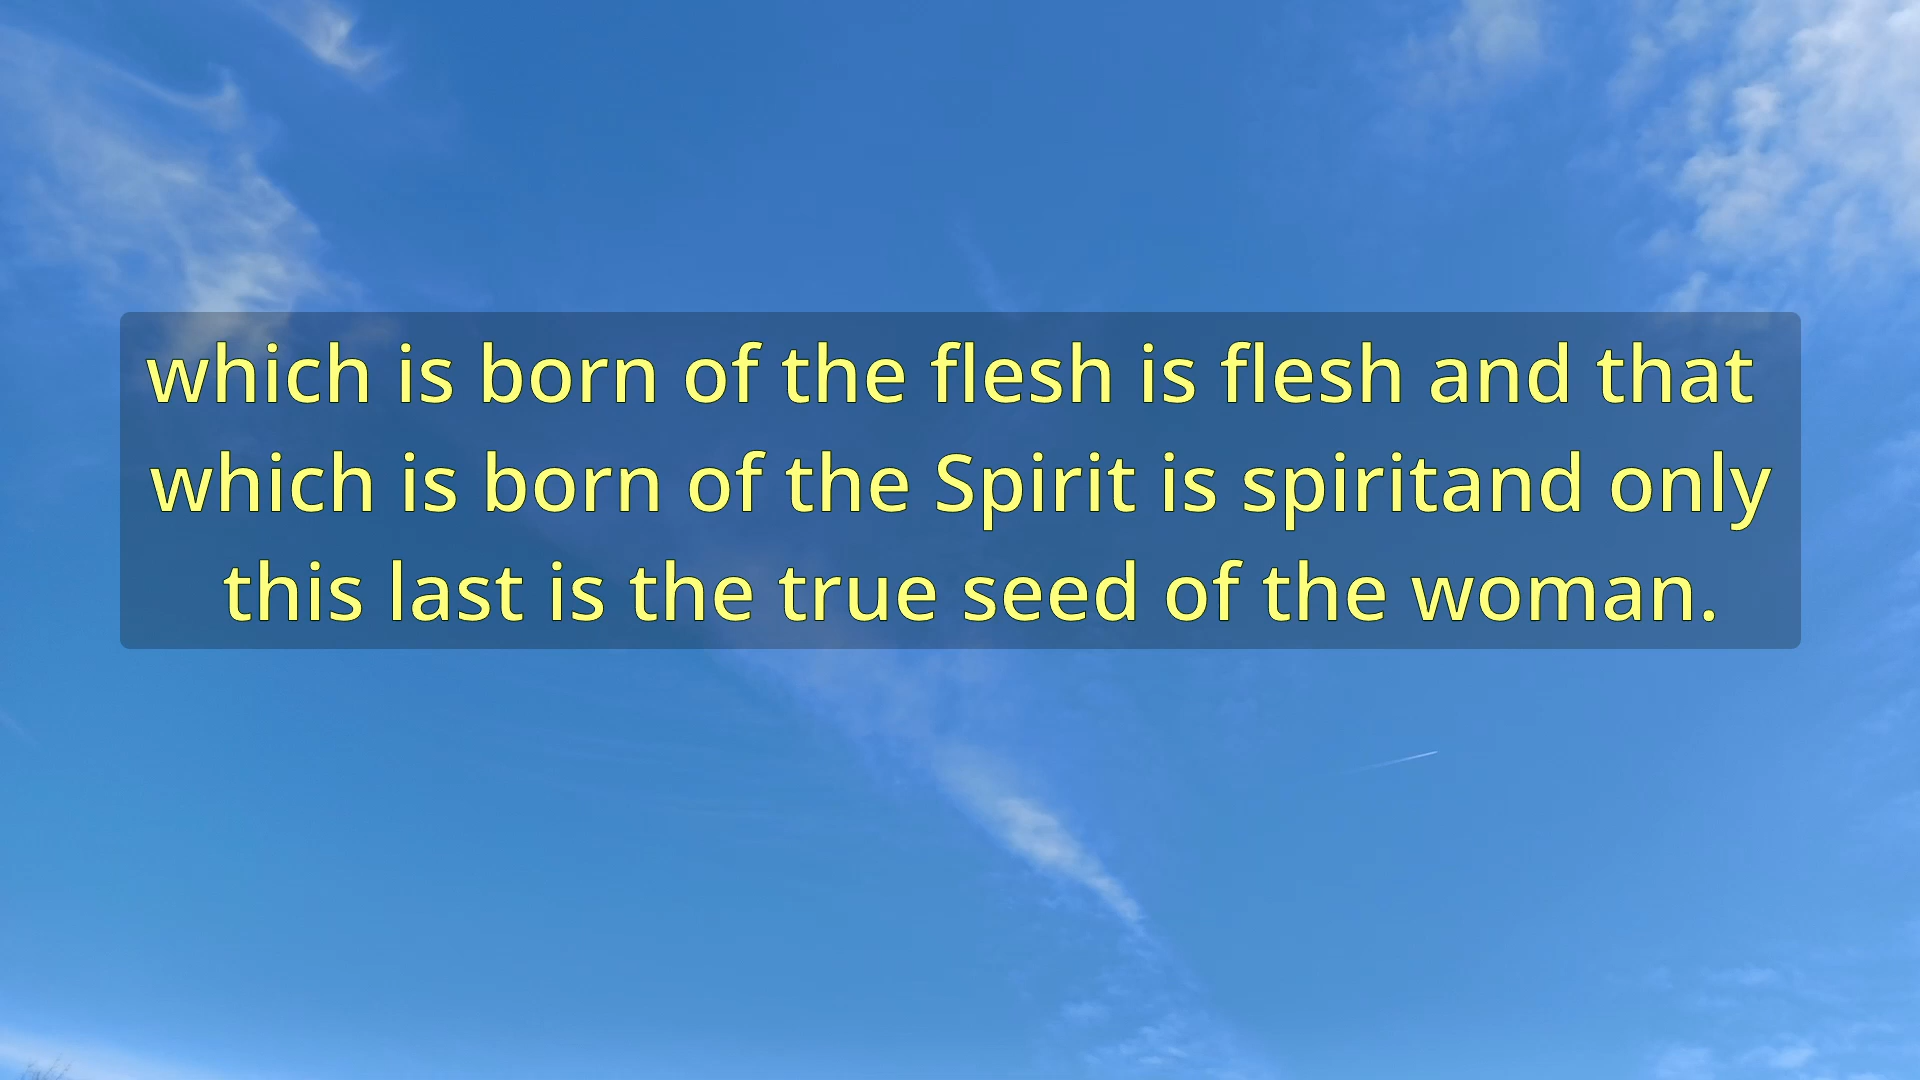 which is born of the flesh is flesh and that
which is born of the Spirit is spiritand only
this last is the true seed of the woman.